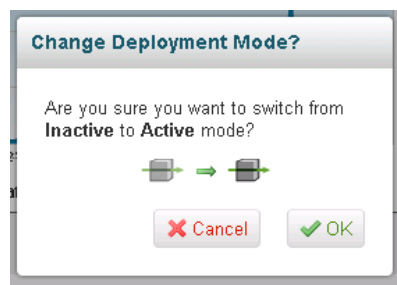 Change Deployment Mode?
Are you sure you want to switch from
Inactive to Active mode?
Cancel
OK